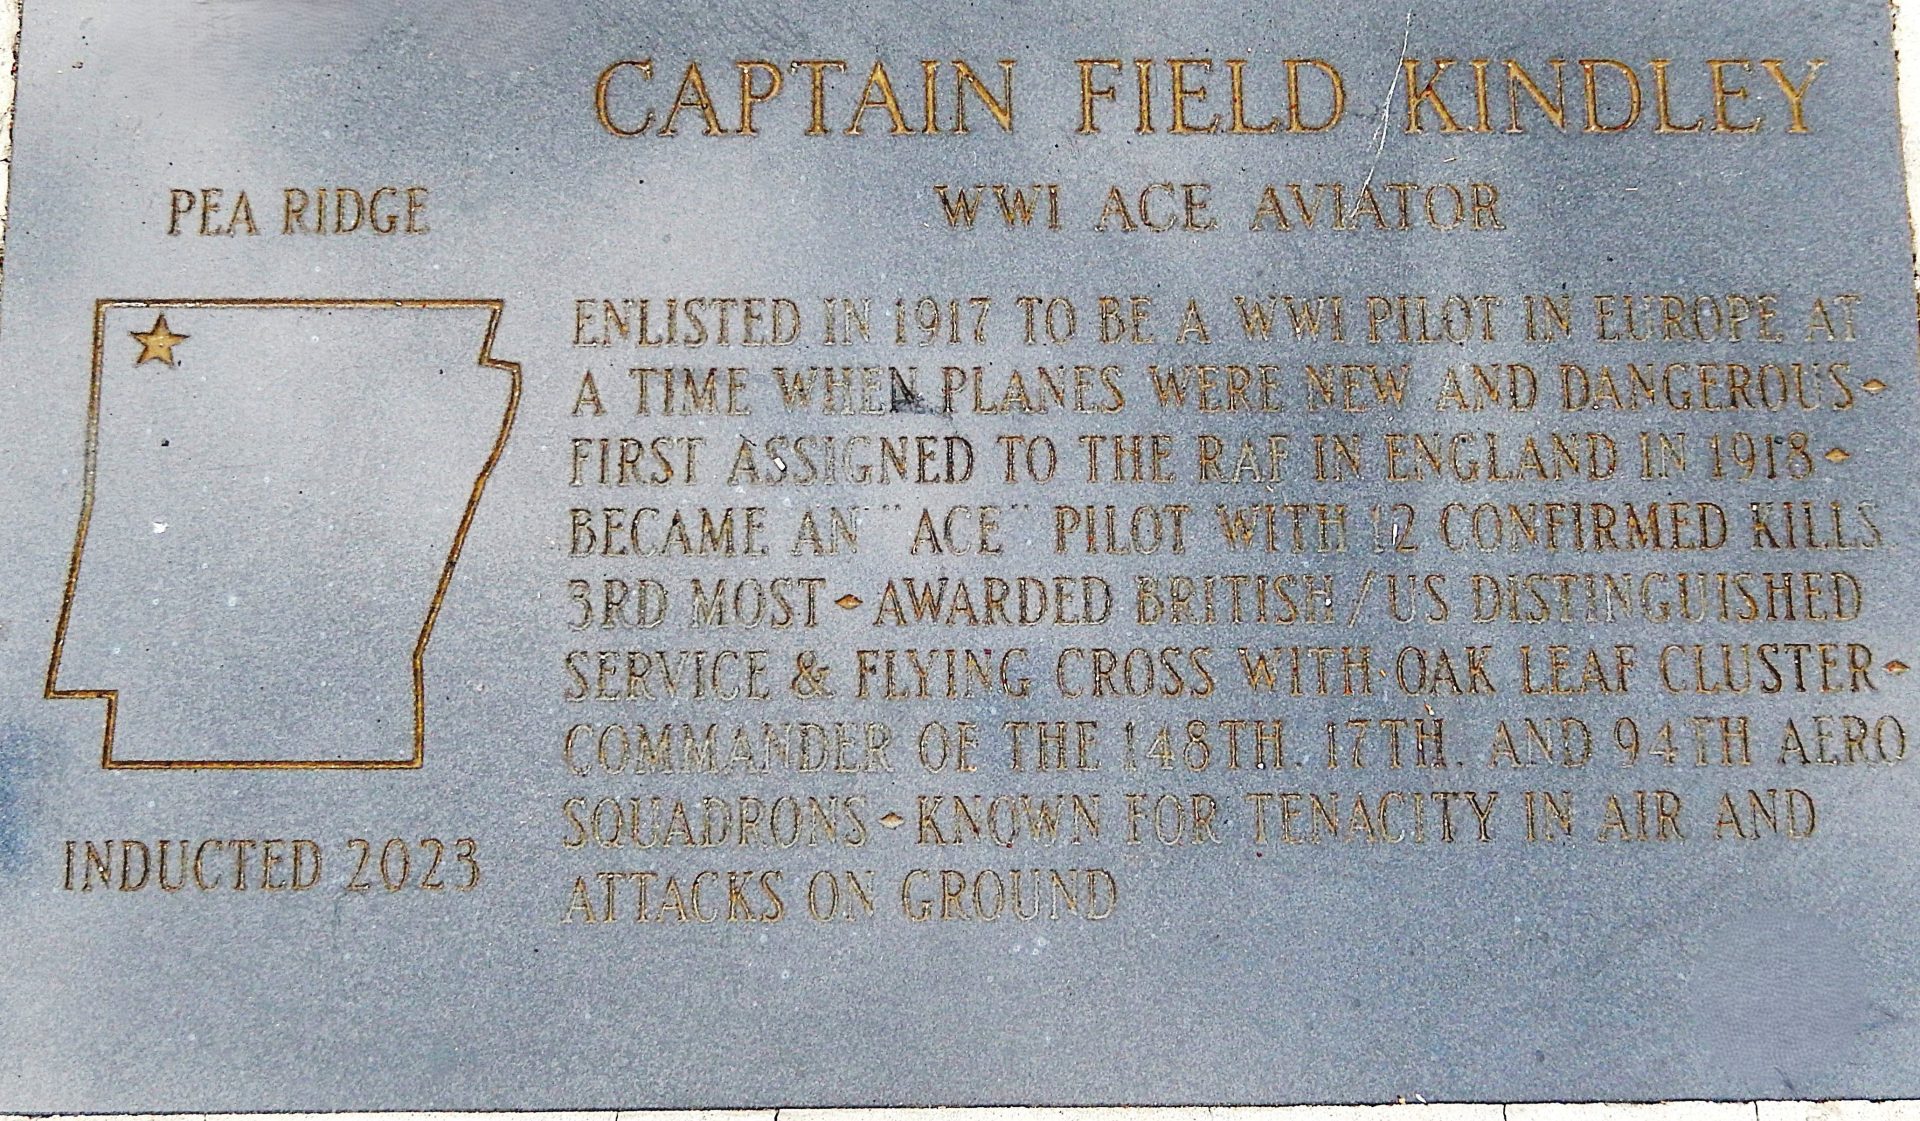 CAPTAIN FIELD KINDLEY
PEA RIDGE
WWI ACE AVIATOR
ENLISTED IN 1917 TO BE A WWI PILOT IN EUROPE AT
A TIME WHEN PLANES WERE NEW AND DANGEROUS
FIRST ASSIGNED TO THE RAF IN ENGLAND IN 1918
BECAME AN "ACE" PILOT WITH 12 CONFIRMED KILLS
3RD MOST AWARDED BRITISH/US DISTINGUISHED
SERVICE & FLYING CROSS WITH OAK LEAF CLUSTER
COMMANDER OF THE 148TH, 17TH, AND 94TH AERO
SQUADRONS KNOWN FOR TENACITY IN AIR AND
ATTACKS ON GROUND
INDUCTED 2023